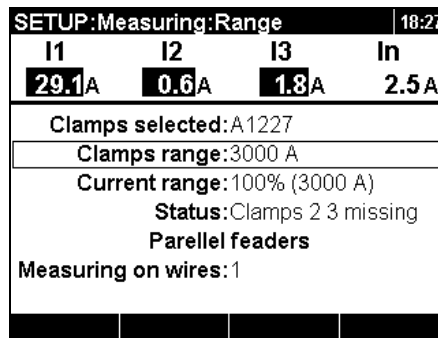 SETUP:Measuring:Range 18:27
I1 I2 I3 In
29.1A 0.6A 1.8A 2.5A
Clamps selected:A1227
Clamps range:3000 A
Current range:100% (3000 A)
Status:Clamps 2 3 missing
Parellel feaders
Measuring on wires:1